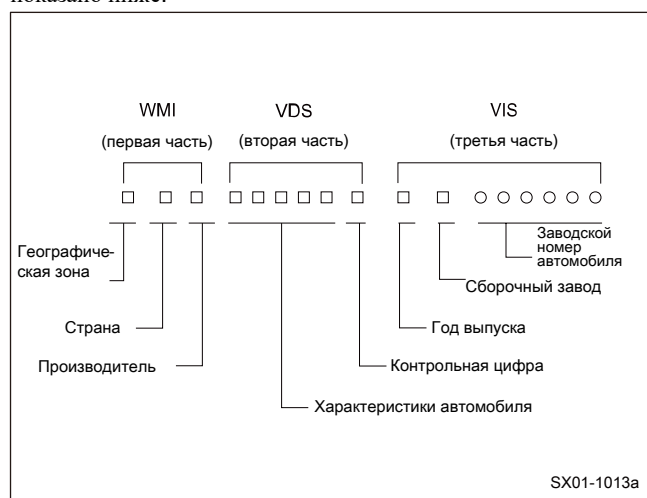 показано ниже.
WMI
VDS
VIS
(первая часть)
(вторая часть)
(третья часть)
Географиче-
ская зона
Заводской
номер
автомобиля
Сборочный завод
Страна
Год выпуска
Производитель
Контрольная цифра
Характеристики автомобиля
SX01-1013a